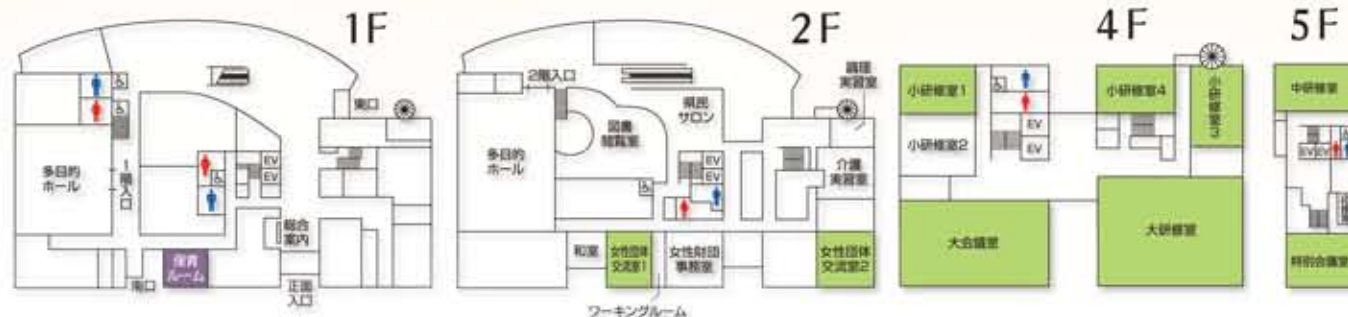 1F
多目的
ホール
1階入口
東口
EV
EV
総合
案内
保育
ルーム
南口
正面
入口
2F
2階入口
多目的
ホール
図書
閲覧室
県民
サロン
調理
実習室
介護
実習室
EV
EV
和室
女性団体
交流室1
女性財団
事務室
女性団体
交流室2
ワーキングルーム
4F
小研修室1
小研修室2
EV
EV
小研修室4
小研修室3
大会議室
大研修室
5F
中研修室
EV
EV
特別会議室